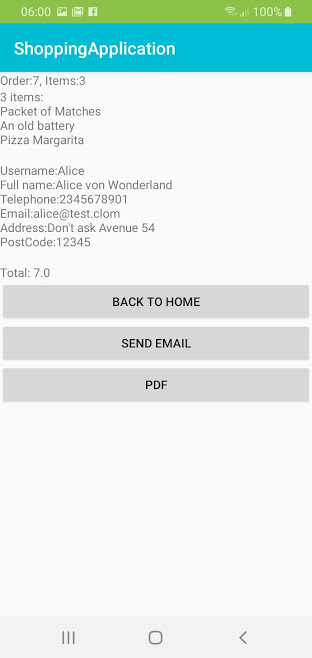 06:00 100%
ShoppingApplication
Order:7, Items:3
3 items:
Packet of Matches
An old battery
Pizza Margarita
Username:Alice
Full name:Alice von Wonderland
Telephone:2345678901
Email:alice@test.clom
Address:Don't ask Avenue 54
PostCode:12345
Total: 7.0
BACK TO HOME
SEND EMAIL
PDF